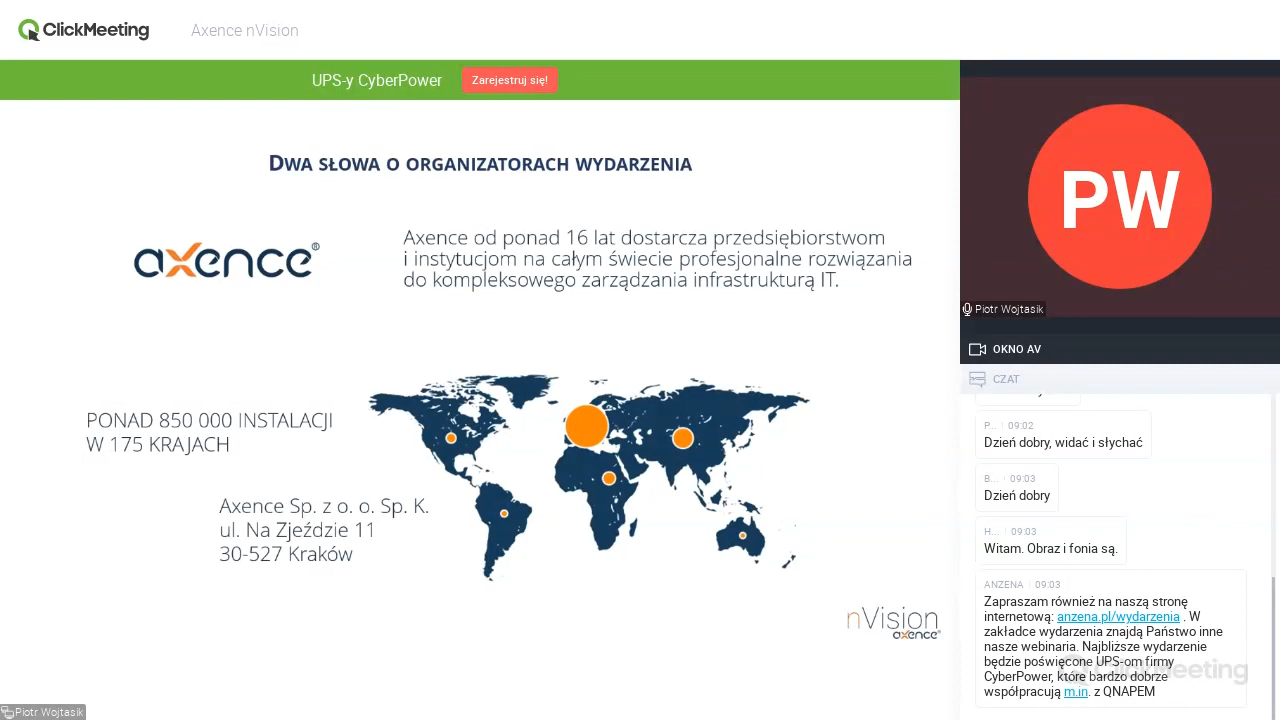 ClickMeeting
Axence nVision
UPS-y CyberPower
Zarejestruj się!
DWA SŁOWA O ORGANIZATORACH WYDARZENIA
axence®
Axence od ponad 16 lat dostarcza przedsiębiorstwom
i instytucjom na całym świecie profesjonalne rozwiązania
do kompleksowego zarządzania infrastrukturą IT.
PONAD 850 000 INSTALACJI
W 175 KRAJACH
Axence Sp. z o. o. Sp. K.
ul. Na Zjeździe 11
30-527 Kraków
nVision
axence®
Piotr Wojtasik
PW
Piotr Wojtasik
OKNO AV
CZAT
P... 09:02
Dzień dobry, widać i słychać
B... 09:03
Dzień dobry
H... 09:03
Witam. Obraz i fonia są.
ANZENA 09:03
Zapraszam również na naszą stronę
internetową: anzena.pl/wydarzenia . W
zakładce wydarzenia znajdą Państwo inne
nasze webinaria. Najbliższe wydarzenie
będzie poświęcone UPS-om firmy
CyberPower, które bardzo dobrze
współpracują m.in. z QNAPEM
ClickMeeting